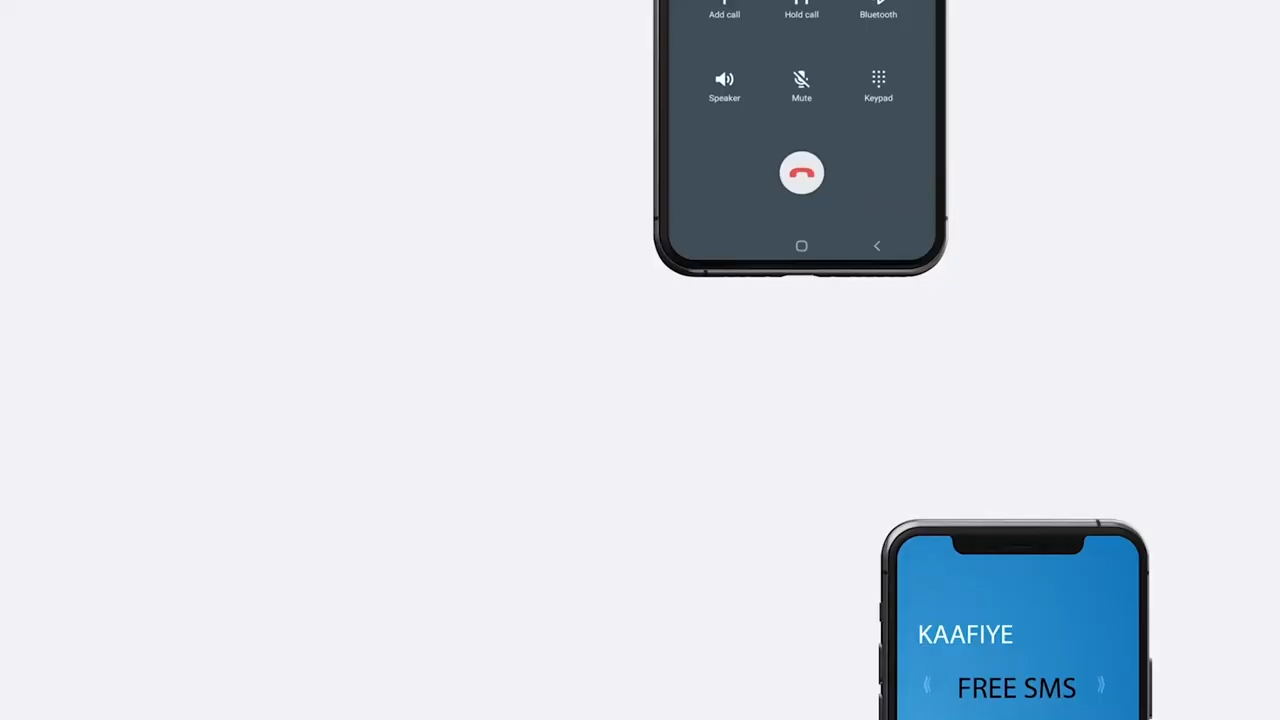 Add call Hold call Bluetooth
Speaker Mute Keypad
KAAFIYE
FREE SMS